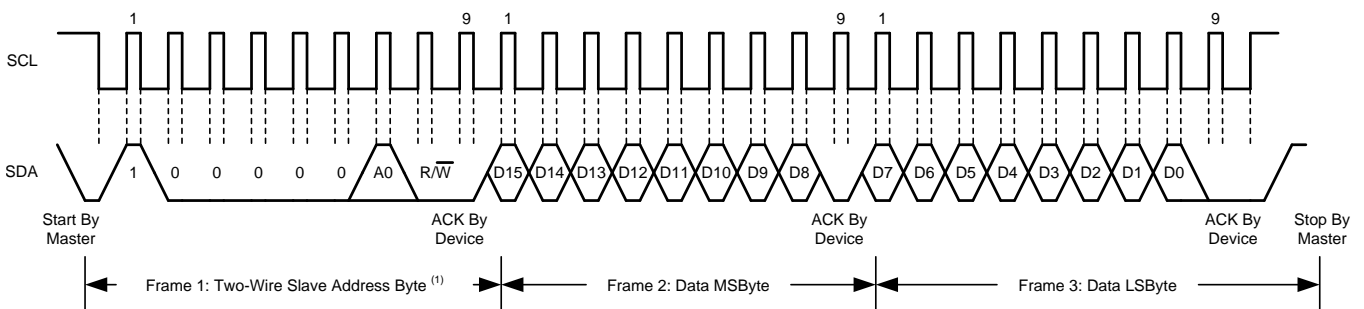 1 9 1 9 1 9
SCL
SDA
1 0 0 0 0 0 A0 R/W̅ D15 D14 D13 D12 D11 D10 D9 D8 D7 D6 D5 D4 D3 D2 D1 D0
Start By
Master
ACK By
Device
ACK By
Device
ACK By
Device
Stop By
Master
Frame 1: Two-Wire Slave Address Byte (1)
Frame 2: Data MSByte
Frame 3: Data LSByte